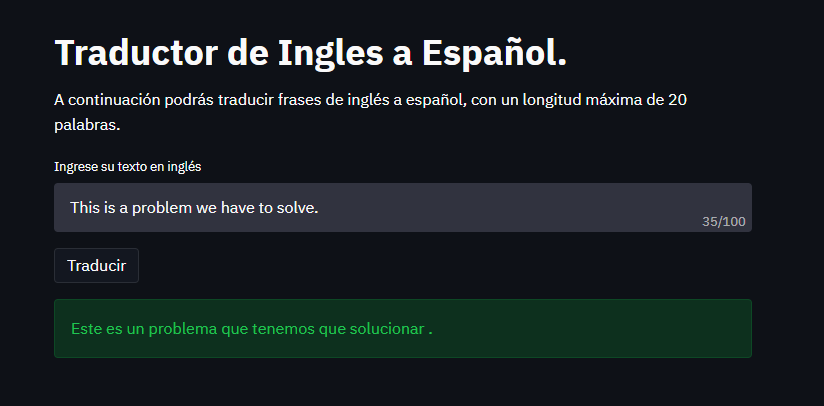 Traductor de Ingles a Español.
A continuación podrás traducir frases de inglés a español, con un longitud máxima de 20
palabras.
Ingrese su texto en inglés
This is a problem we have to solve.
35/100
Traducir
Este es un problema que tenemos que solucionar .